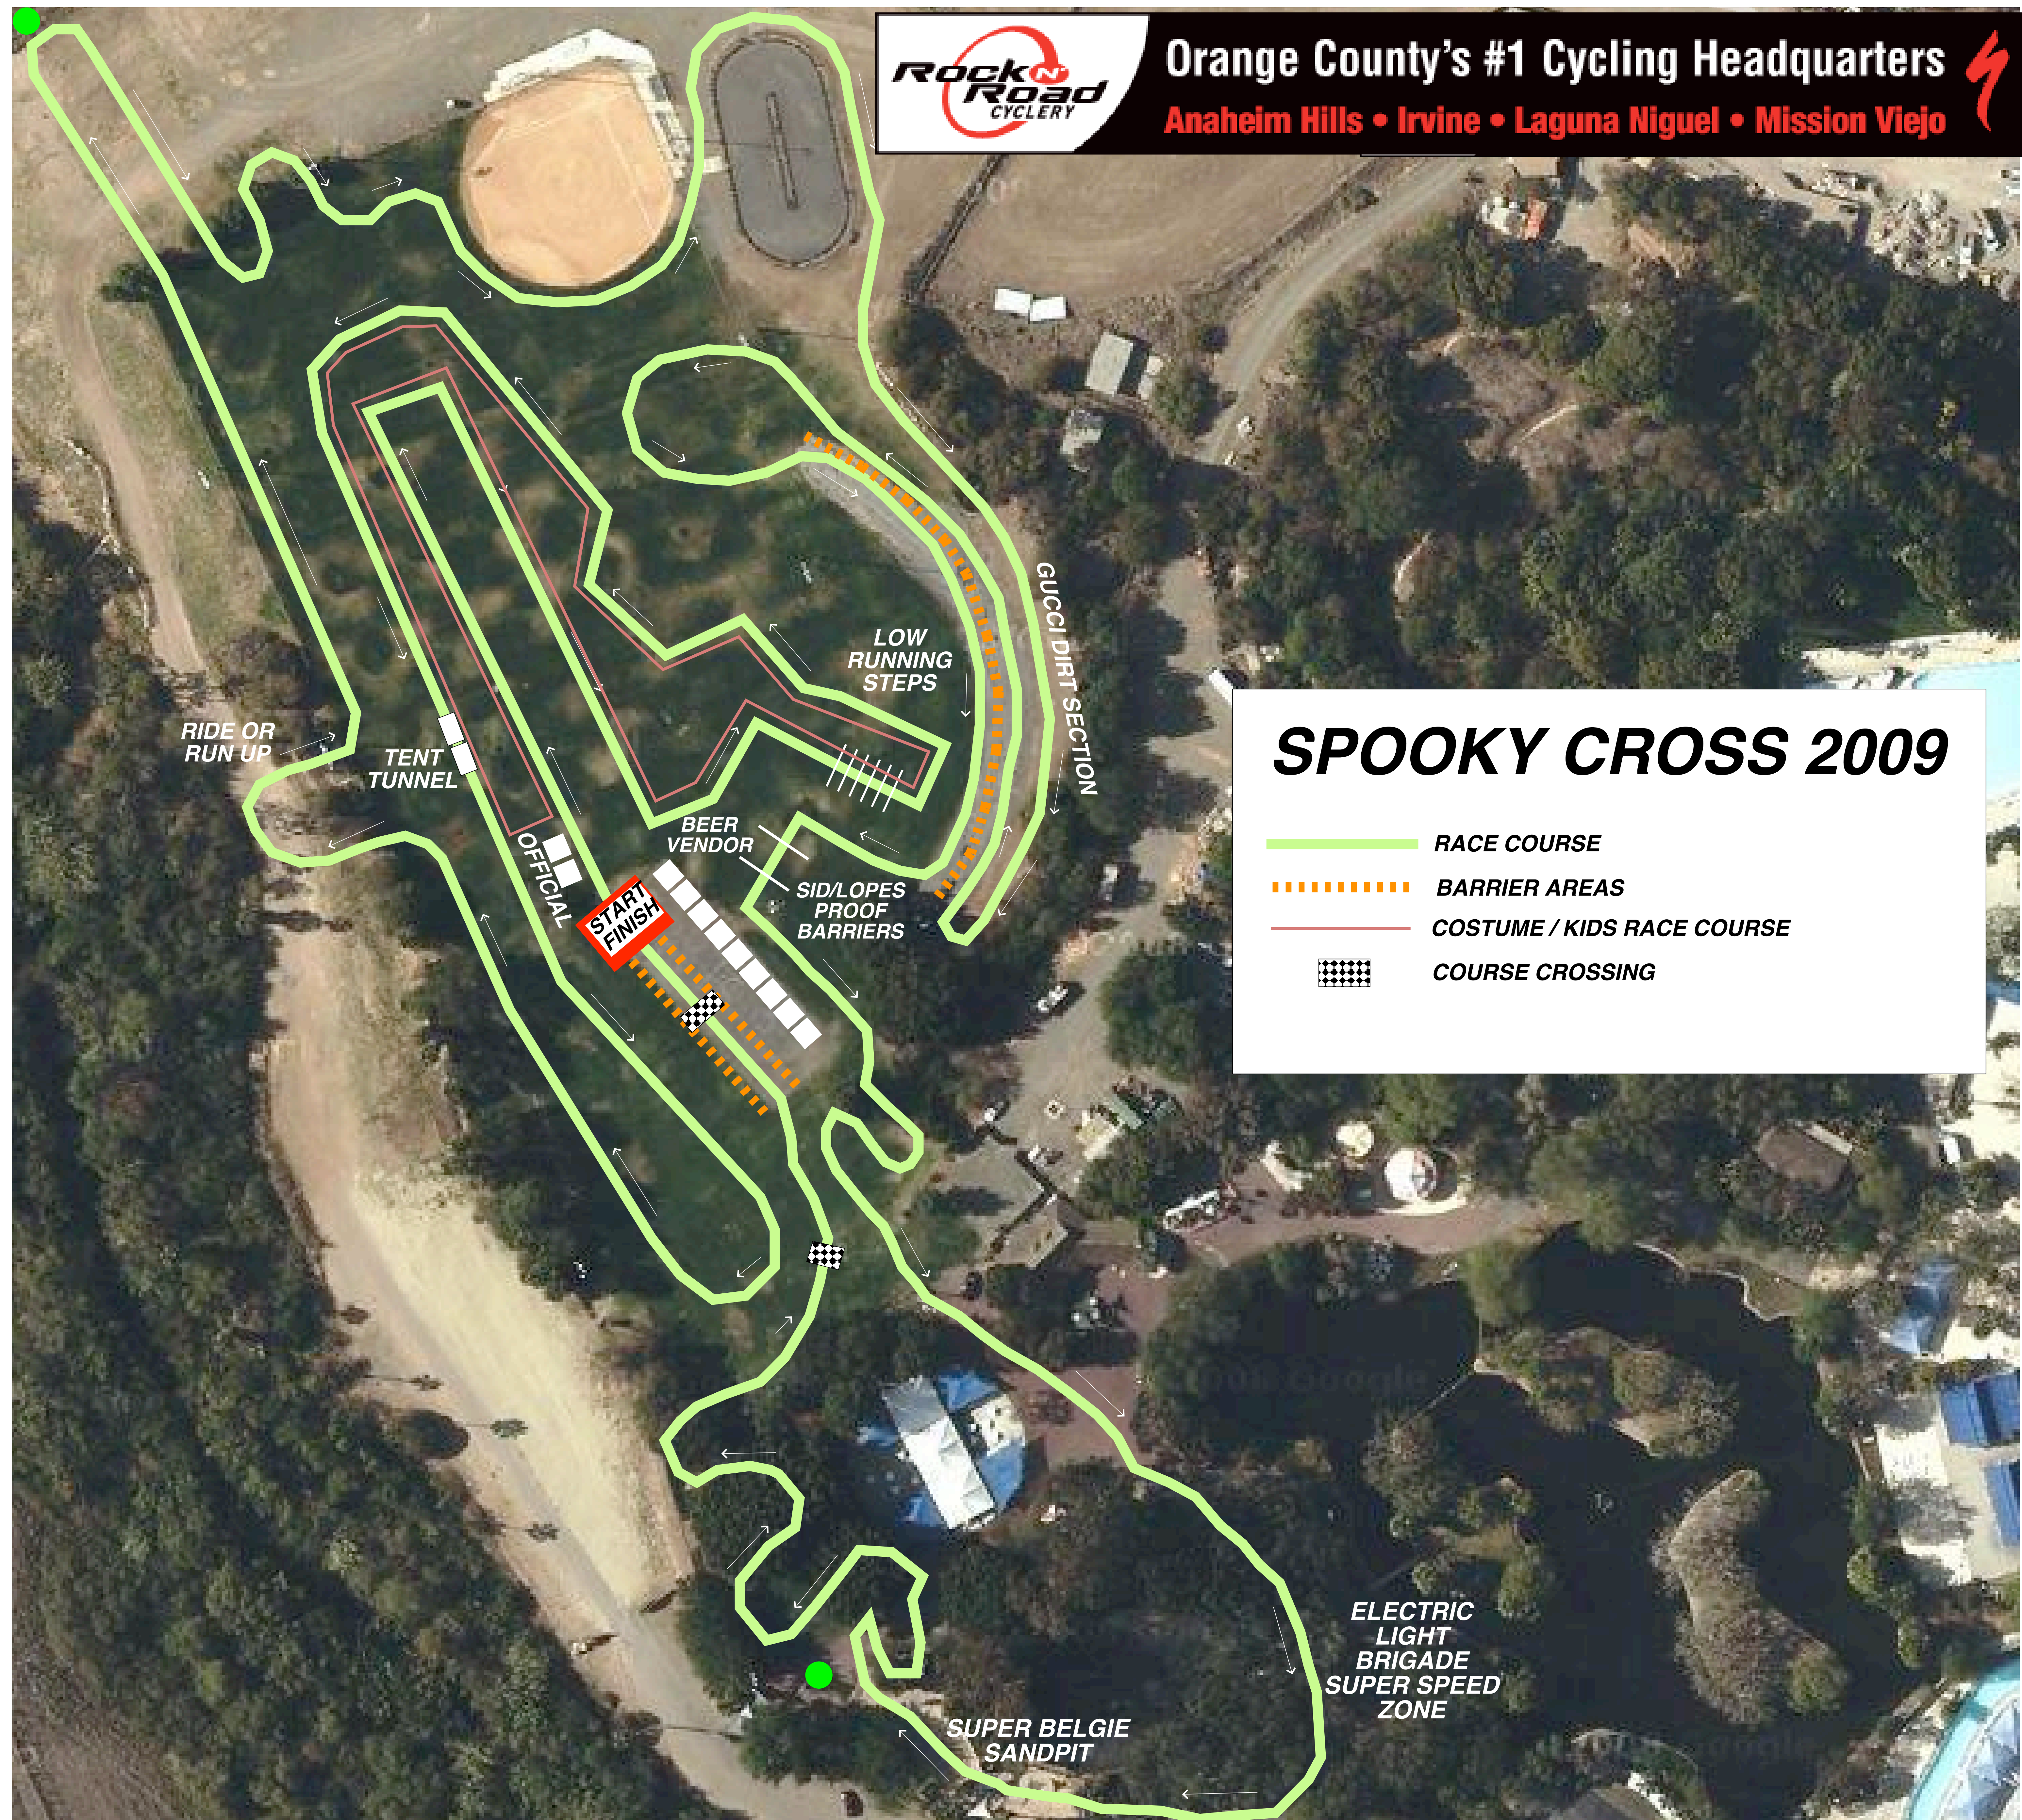 ROCK N' ROAD
CYCLERY
Orange County's #1 Cycling Headquarters
Anaheim Hills • Irvine • Laguna Niguel • Mission Viejo
GUCCI DIRT SECTION
LOW
RUNNING
STEPS
RIDE OR
RUN UP
TENT
TUNNEL
OFFICIAL
BEER
VENDOR
START
FINISH
SID/LOPES
PROOF
BARRIERS
SPOOKY CROSS 2009
RACE COURSE
BARRIER AREAS
COSTUME / KIDS RACE COURSE
COURSE CROSSING
ELECTRIC
LIGHT
BRIGADE
SUPER SPEED
ZONE
SUPER BELGIE
SANDPIT